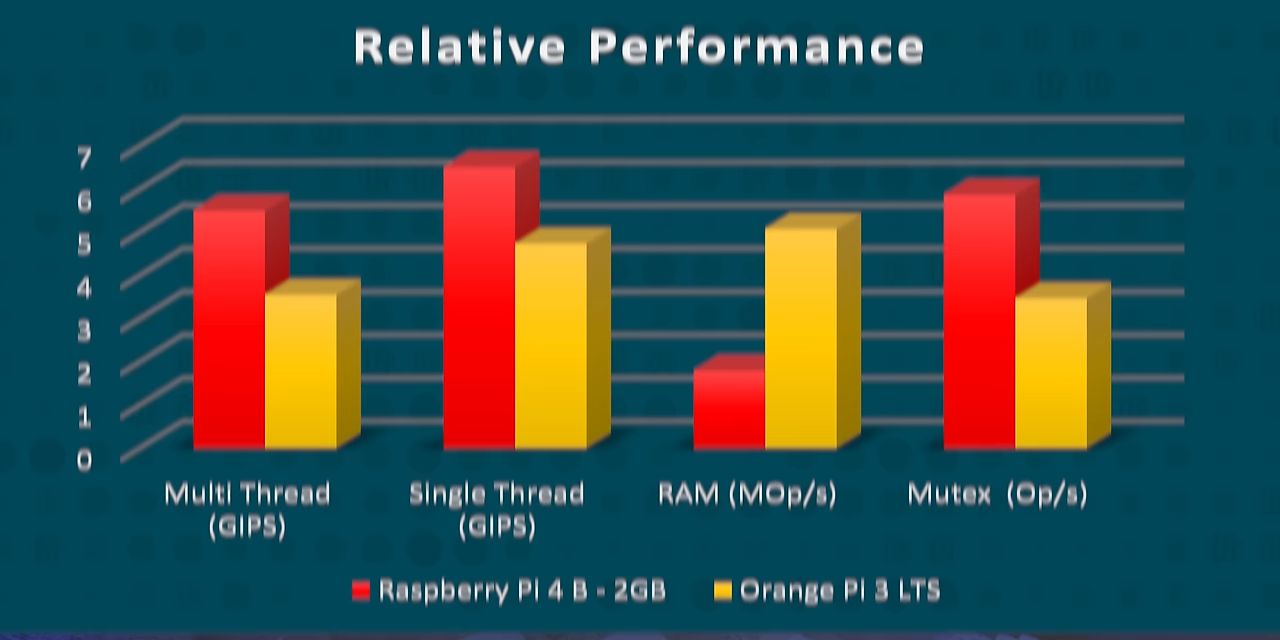 Relative Performance
7
6
5
4
3
2
1
0
Multi Thread
(GIPS)
Single Thread
(GIPS)
RAM (MOp/s)
Mutex (Op/s)
Raspberry Pi 4 B - 2GB
Orange Pi 3 LTS